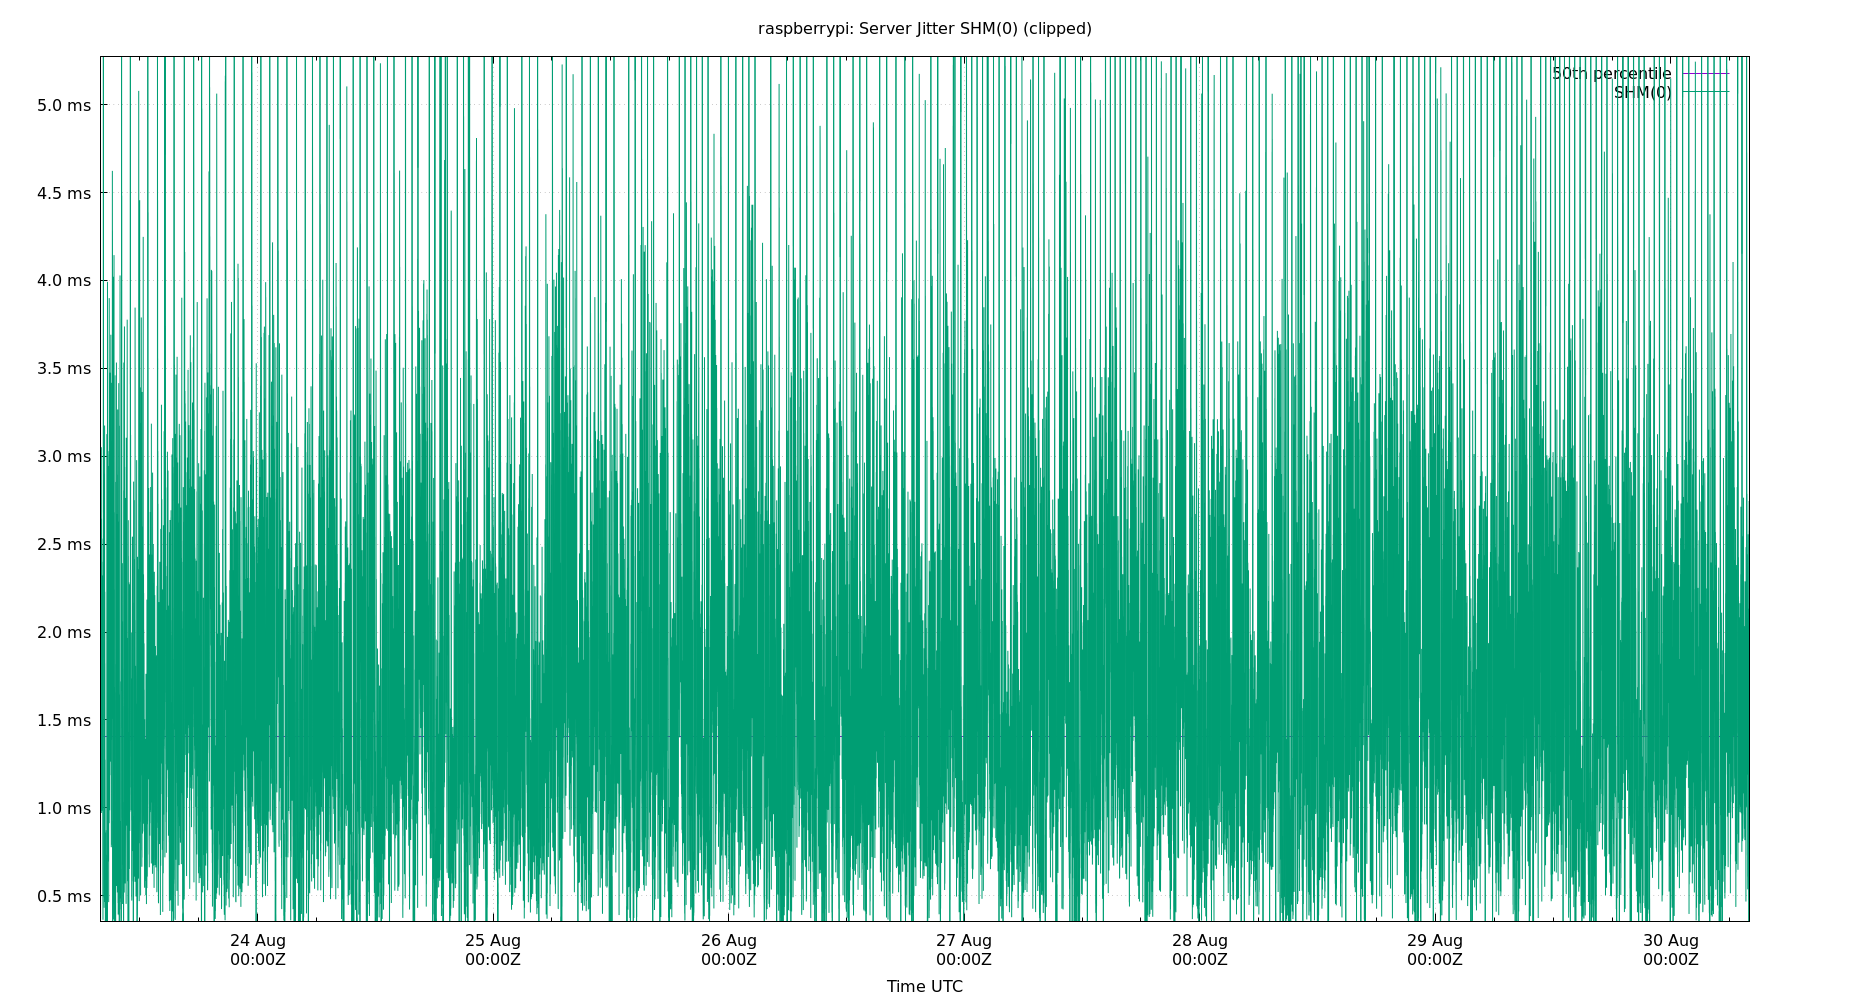 raspberrypi: Server Jitter SHM(0) (clipped)
50th percentile
SHM(0)
5.0 ms
4.5 ms
4.0 ms
3.5 ms
3.0 ms
2.5 ms
2.0 ms
1.5 ms
1.0 ms
0.5 ms
24 Aug 25 Aug 26 Aug 27 Aug 28 Aug 29 Aug 30 Aug
00:00Z 00:00Z 00:00Z 00:00Z 00:00Z 00:00Z 00:00Z
Time UTC